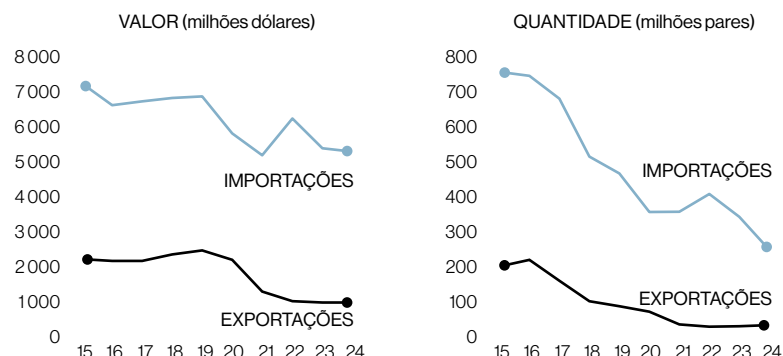 VALOR (milhões dólares)
8 000
7 000
6 000
5 000
4 000
3 000
2 000
1 000
0
IMPORTAÇÕES
EXPORTAÇÕES
15 16 17 18 19 20 21 22 23 24
QUANTIDADE (milhões pares)
800
700
600
500
400
300
200
100
0
IMPORTAÇÕES
EXPORTAÇÕES
15 16 17 18 19 20 21 22 23 24